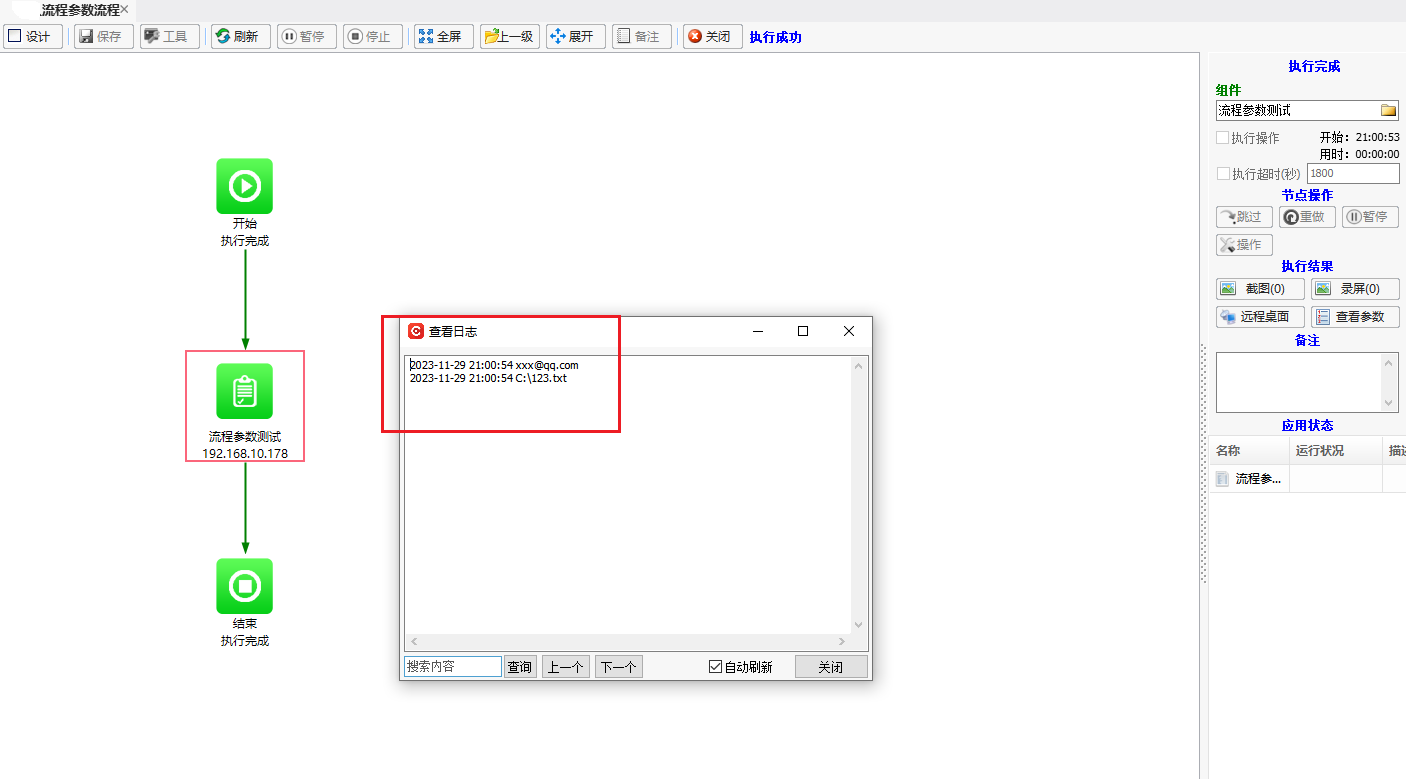 流程参数流程
设计 保存 工具 刷新 暂停 停止 全屏 上一级 展开 备注 关闭 执行成功
开始
执行完成
流程参数测试
192.168.10.178
结束
执行完成
查看日志
2023-11-29 21:00:54 xxx@qq.com
2023-11-29 21:00:54 C:\123.txt
搜索内容 查询 上一个 下一个 自动刷新 关闭
执行完成
组件
流程参数测试
执行操作 开始: 21:00:53
用时: 00:00:00
执行超时(秒) 1800
节点操作
跳过 重做 暂停
操作
执行结果
截图(0) 录屏(0)
远程桌面 查看参数
备注
应用状态
名称 运行状况
流程参...